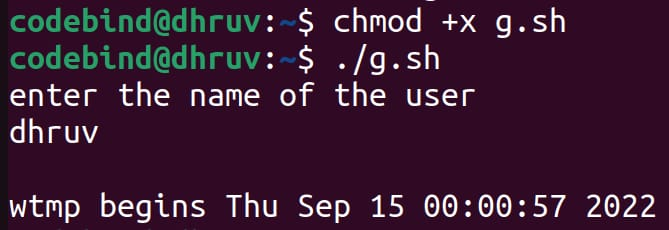 codebind@dhruv:~$ chmod +x g.sh
codebind@dhruv:~$ ./g.sh
enter the name of the user
dhruv
wtmp begins Thu Sep 15 00:00:57 2022